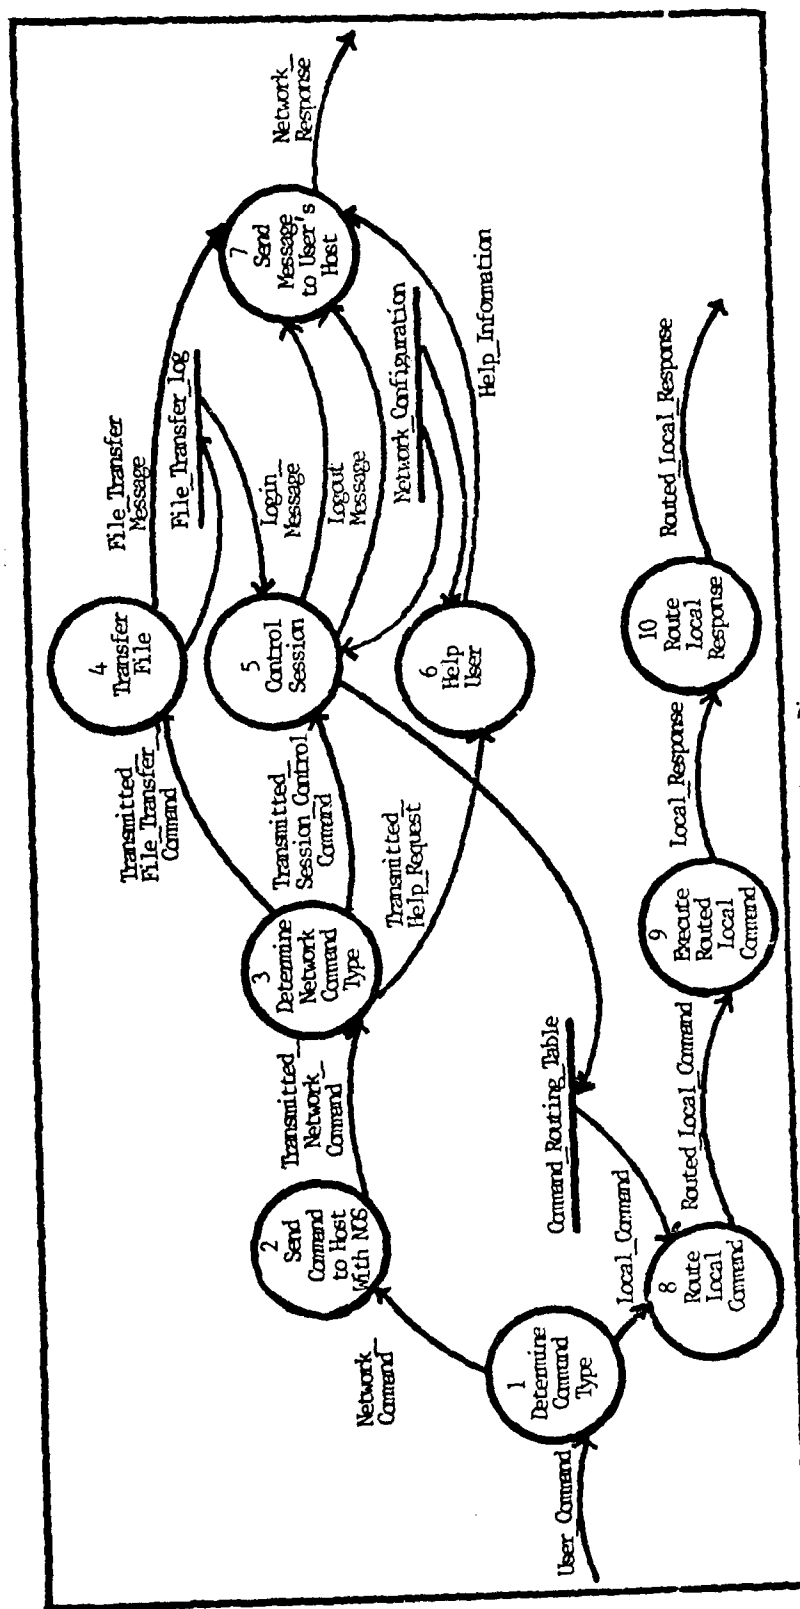 User_Command
1
Determine
Command
Type
Network_
Command
2
Send
Command
to Host
With NOS
Transmitted_
Network_
Command
3
Determine
Network
Command
Type
Transmitted_
File_Transfer_
Command
Transmitted_
Session_Control_
Command
Transmitted_
Help_Request
4
Transfer
File
5
Control
Session
6
Help
User
File_Transfer_
Message
File_Transfer_Log
Login_
Message
Logout_
Message
Network_Configuration
Help_Information
7
Send
Message
to User's
Host
Network_
Response
Local_Command
Command_Routing_Table
8
Route
Local
Command
Routed_Local_Command
9
Execute
Routed
Local
Command
Local_Response
10
Route
Local
Response
Routed_Local_Response